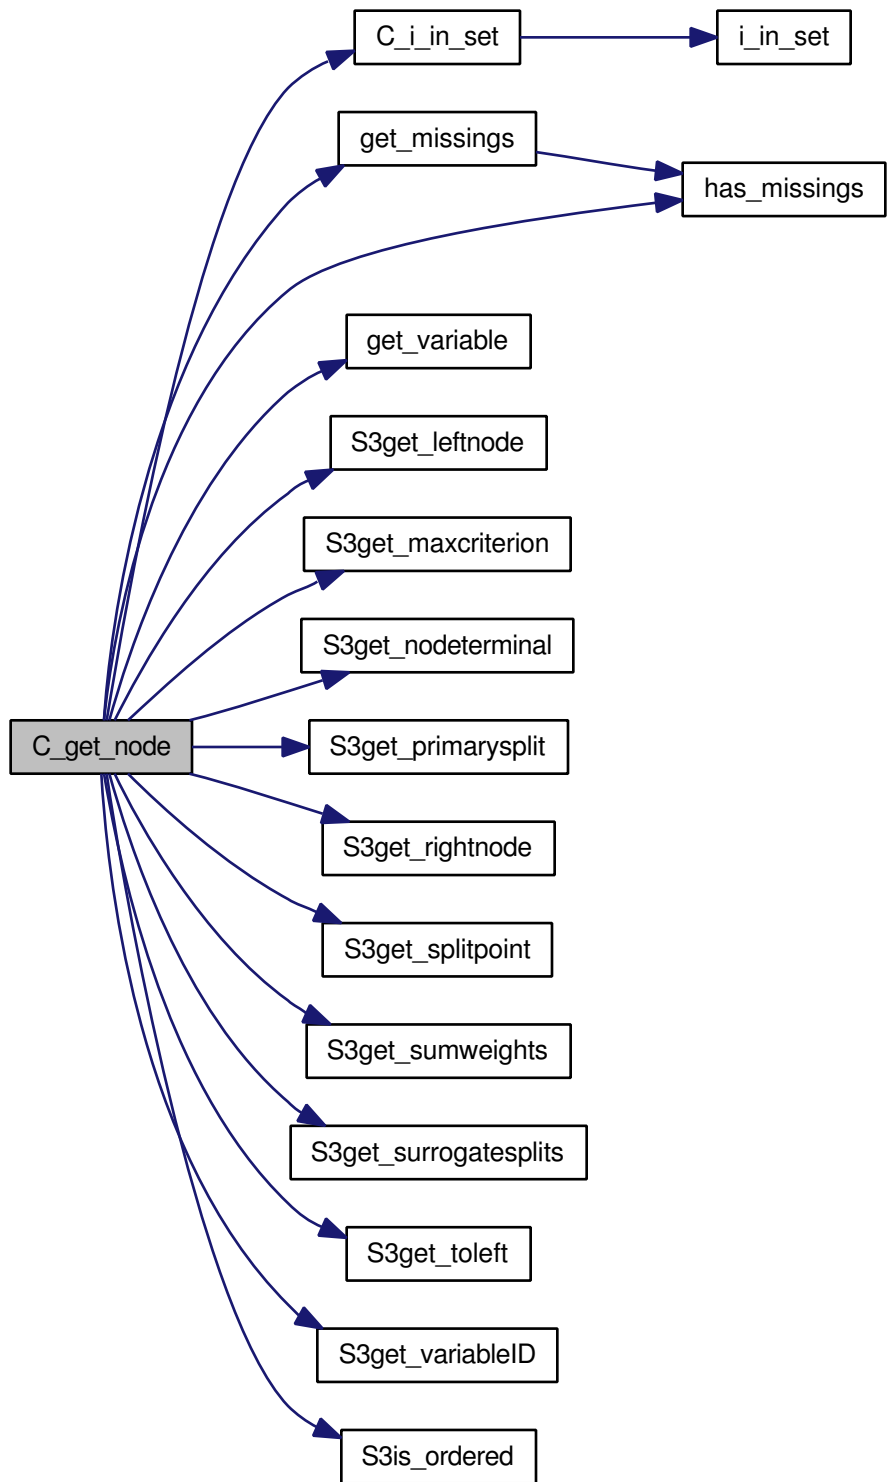 C_i_in_set
i_in_set
get_missings
has_missings
get_variable
S3get_leftnode
S3get_maxcriterion
S3get_nodeterminal
C_get_node
S3get_primarysplit
S3get_rightnode
S3get_splitpoint
S3get_sumweights
S3get_surrogatesplits
S3get_toleft
S3get_variableID
S3is_ordered